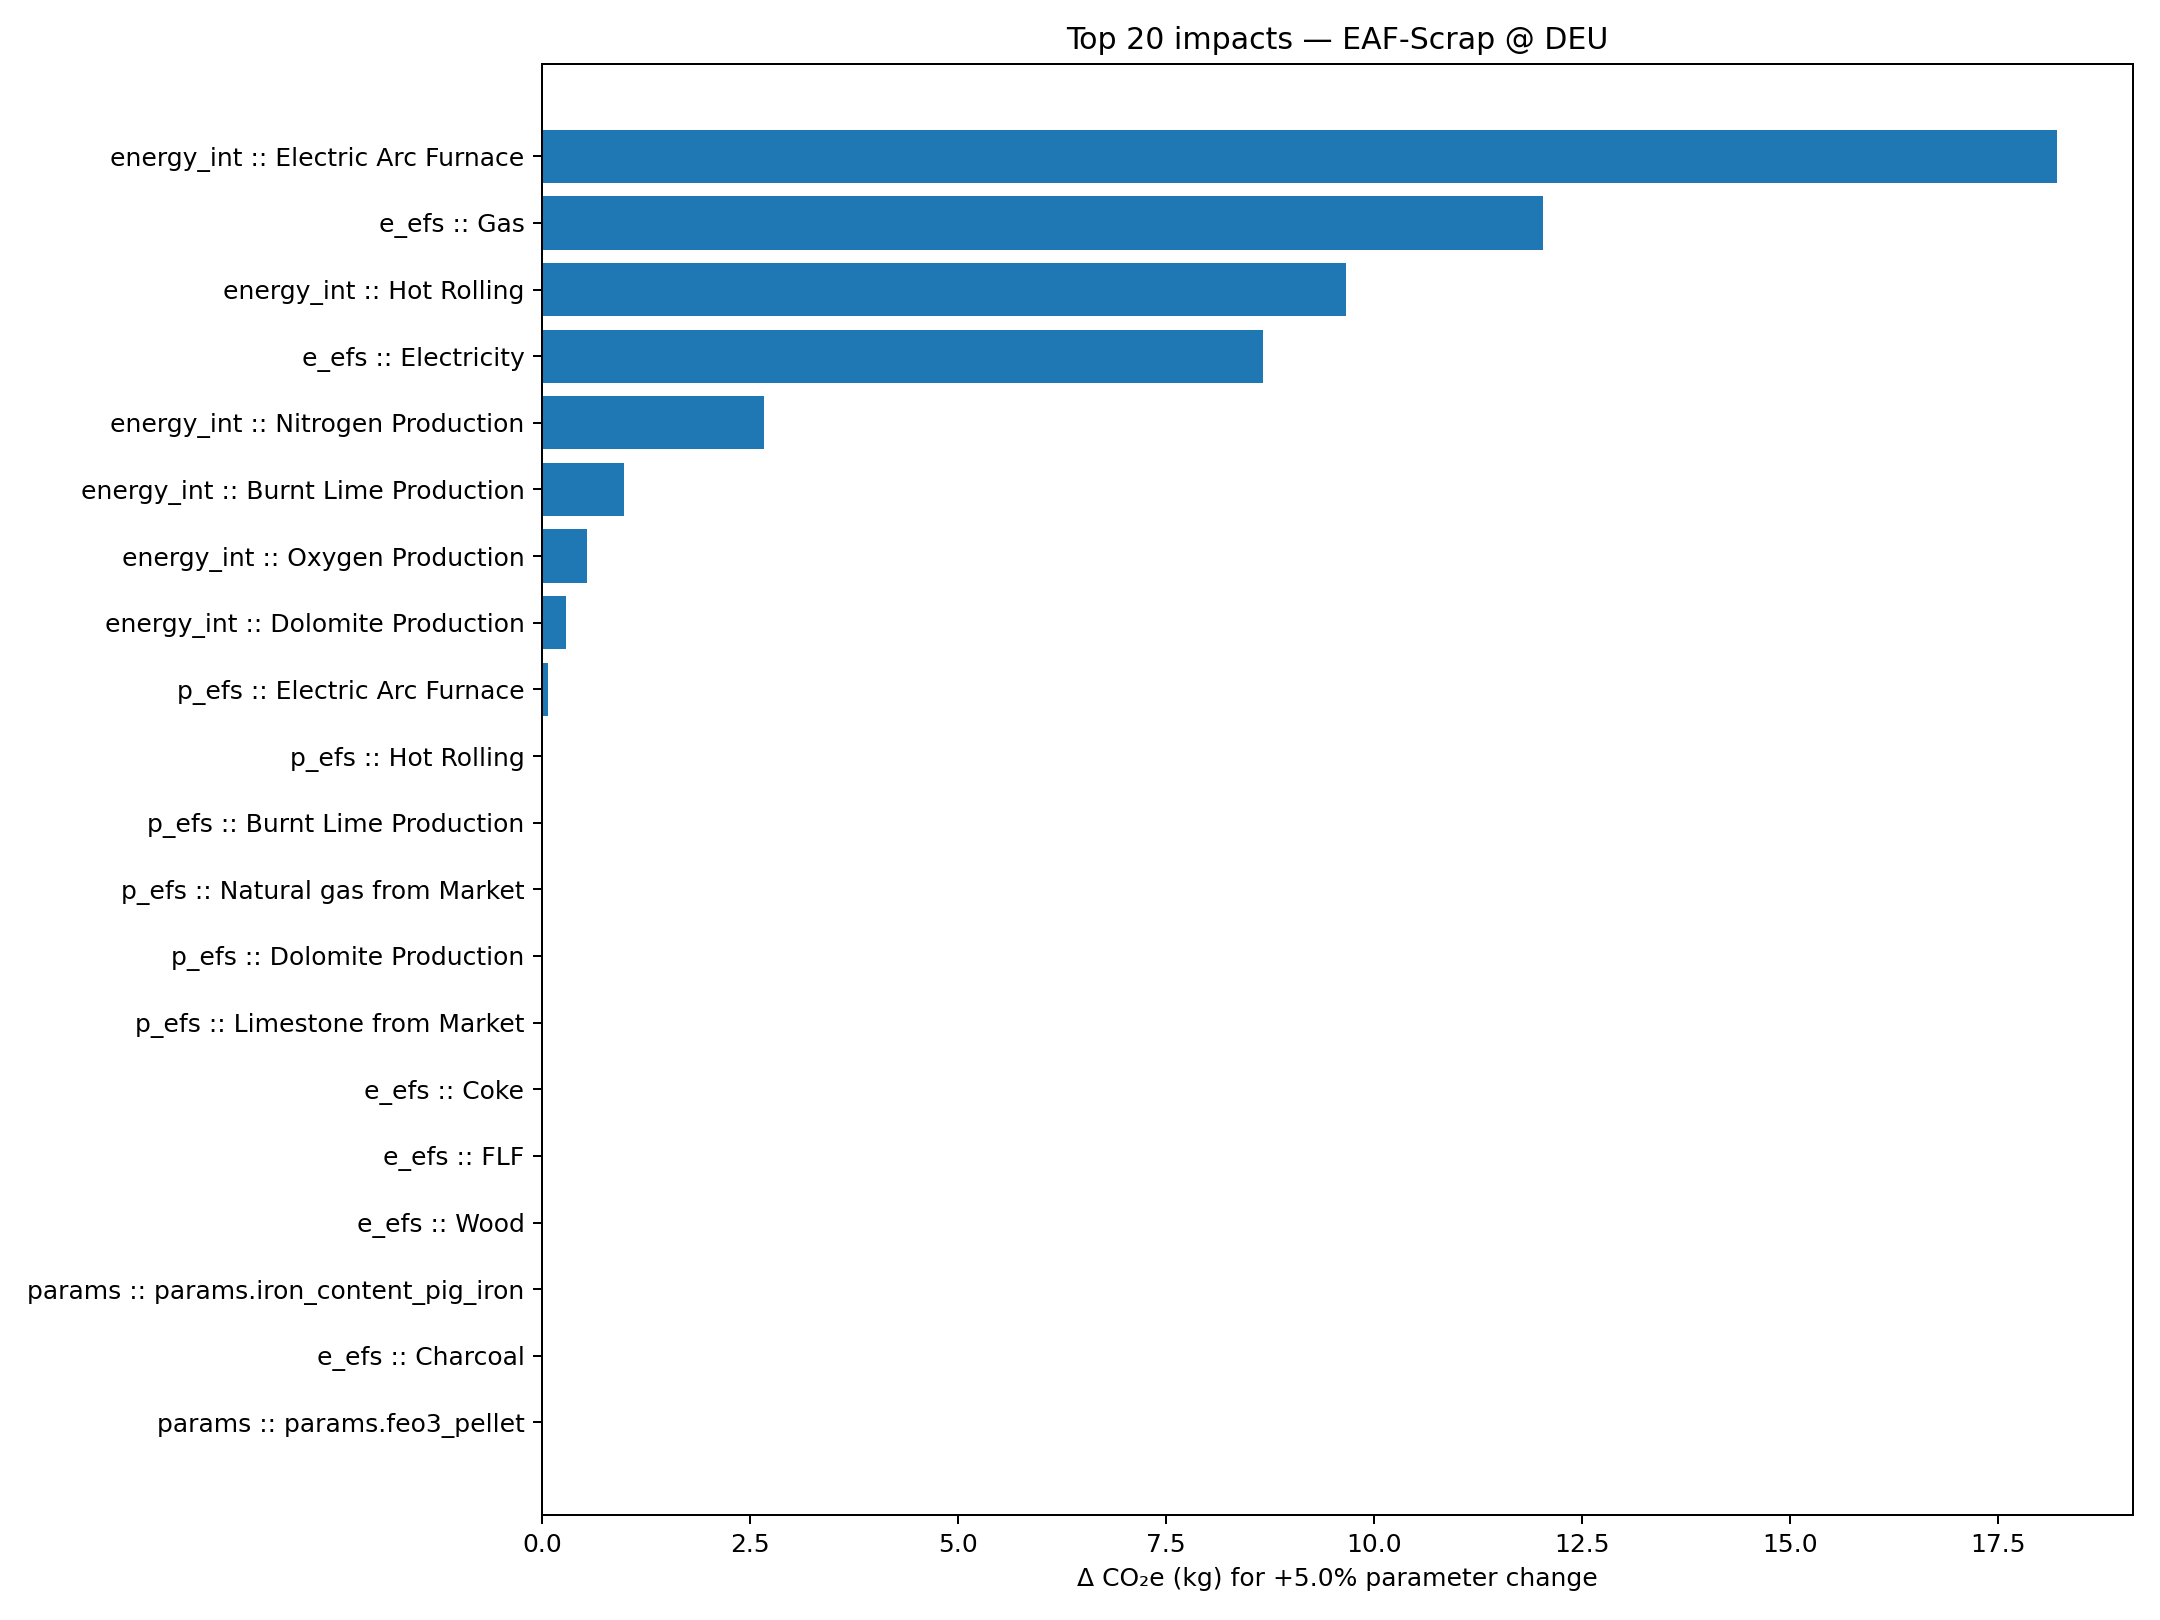 Top 20 impacts — EAF-Scrap @ DEU
energy_int :: Electric Arc Furnace
e_efs :: Gas
energy_int :: Hot Rolling
e_efs :: Electricity
energy_int :: Nitrogen Production
energy_int :: Burnt Lime Production
energy_int :: Oxygen Production
energy_int :: Dolomite Production
p_efs :: Electric Arc Furnace
p_efs :: Hot Rolling
p_efs :: Burnt Lime Production
p_efs :: Natural gas from Market
p_efs :: Dolomite Production
p_efs :: Limestone from Market
e_efs :: Coke
e_efs :: FLF
e_efs :: Wood
params :: params.iron_content_pig_iron
e_efs :: Charcoal
params :: params.feo3_pellet
0.0 2.5 5.0 7.5 10.0 12.5 15.0 17.5
Δ CO₂e (kg) for +5.0% parameter change